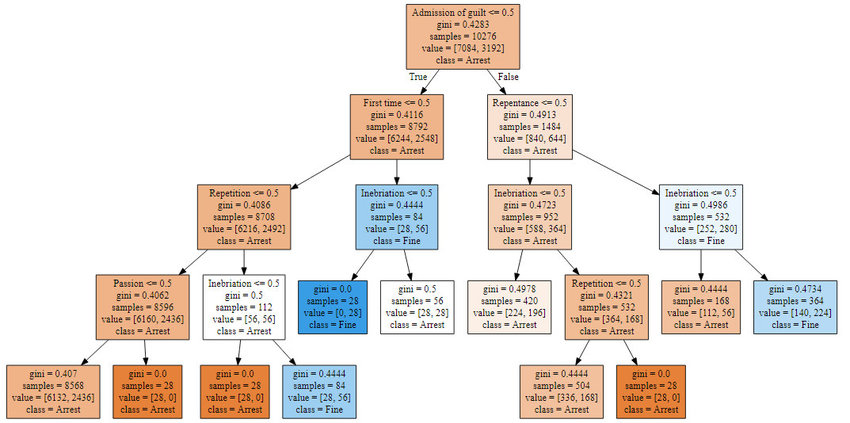 Admission of guilt <= 0.5
gini = 0.4283
samples = 10276
value = [7084, 3192]
class = Arrest
True
False
First time <= 0.5
gini = 0.4116
samples = 8792
value = [6244, 2548]
class = Arrest
Repentance <= 0.5
gini = 0.4913
samples = 1484
value = [840, 644]
class = Arrest
Repetition <= 0.5
gini = 0.4086
samples = 8708
value = [6216, 2492]
class = Arrest
Inebriation <= 0.5
gini = 0.4444
samples = 84
value = [28, 56]
class = Fine
Inebriation <= 0.5
gini = 0.4723
samples = 952
value = [588, 364]
class = Arrest
Inebriation <= 0.5
gini = 0.4986
samples = 532
value = [252, 280]
class = Fine
Passion <= 0.5
gini = 0.4062
samples = 8596
value = [6160, 2436]
class = Arrest
Inebriation <= 0.5
gini = 0.5
samples = 112
value = [56, 56]
class = Arrest
gini = 0.0
samples = 28
value = [0, 28]
class = Fine
gini = 0.5
samples = 56
value = [28, 28]
class = Arrest
gini = 0.4978
samples = 420
value = [224, 196]
class = Arrest
Repetition <= 0.5
gini = 0.4321
samples = 532
value = [364, 168]
class = Arrest
gini = 0.4444
samples = 168
value = [112, 56]
class = Arrest
gini = 0.4734
samples = 364
value = [140, 224]
class = Fine
gini = 0.407
samples = 8568
value = [6132, 2436]
class = Arrest
gini = 0.0
samples = 28
value = [28, 0]
class = Arrest
gini = 0.0
samples = 28
value = [28, 0]
class = Arrest
gini = 0.4444
samples = 84
value = [28, 56]
class = Fine
gini = 0.4444
samples = 504
value = [336, 168]
class = Arrest
gini = 0.0
samples = 28
value = [28, 0]
class = Arrest